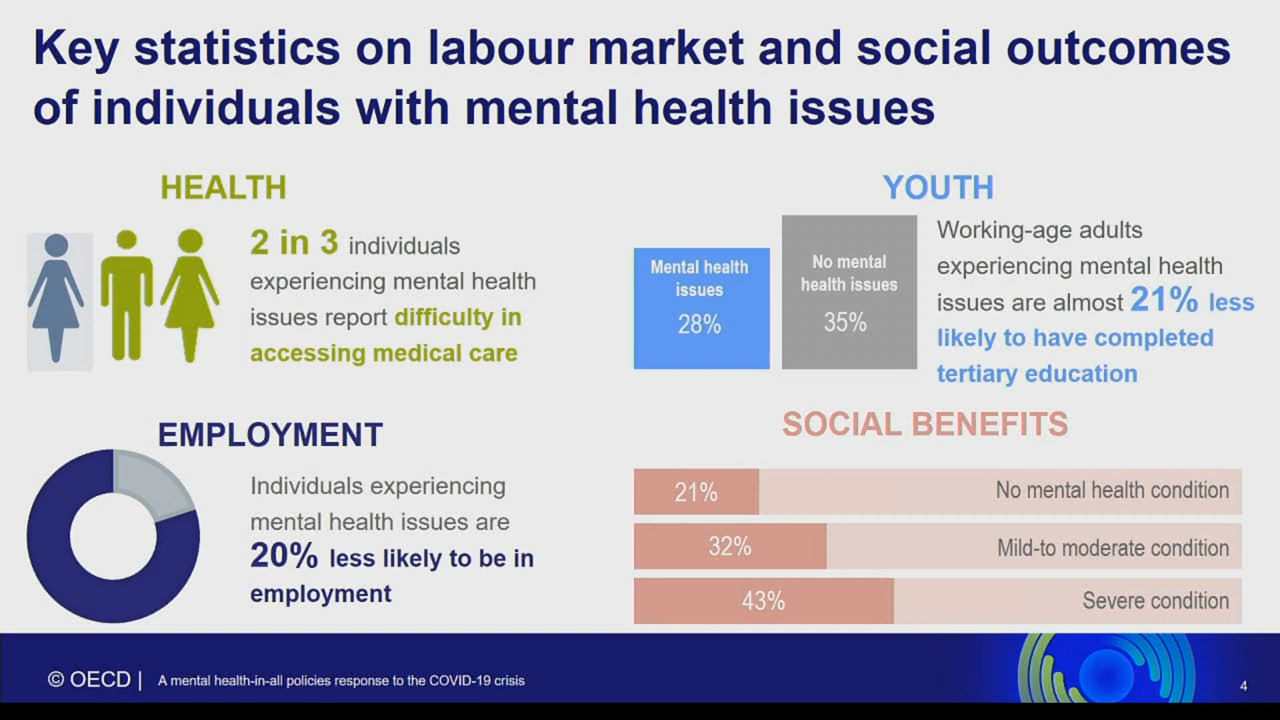 Key statistics on labour market and social outcomes
of individuals with mental health issues
HEALTH
2 in 3 individuals
experiencing mental health
issues report difficulty in
accessing medical care
YOUTH
Mental health
issues
28%
No mental
health issues
35%
Working-age adults
experiencing mental health
issues are almost 21% less
likely to have completed
tertiary education
EMPLOYMENT
Individuals experiencing
mental health issues are
20% less likely to be in
employment
SOCIAL BENEFITS
21% No mental health condition
32% Mild-to moderate condition
43% Severe condition
© OECD | A mental health-in-all policies response to the COVID-19 crisis
4